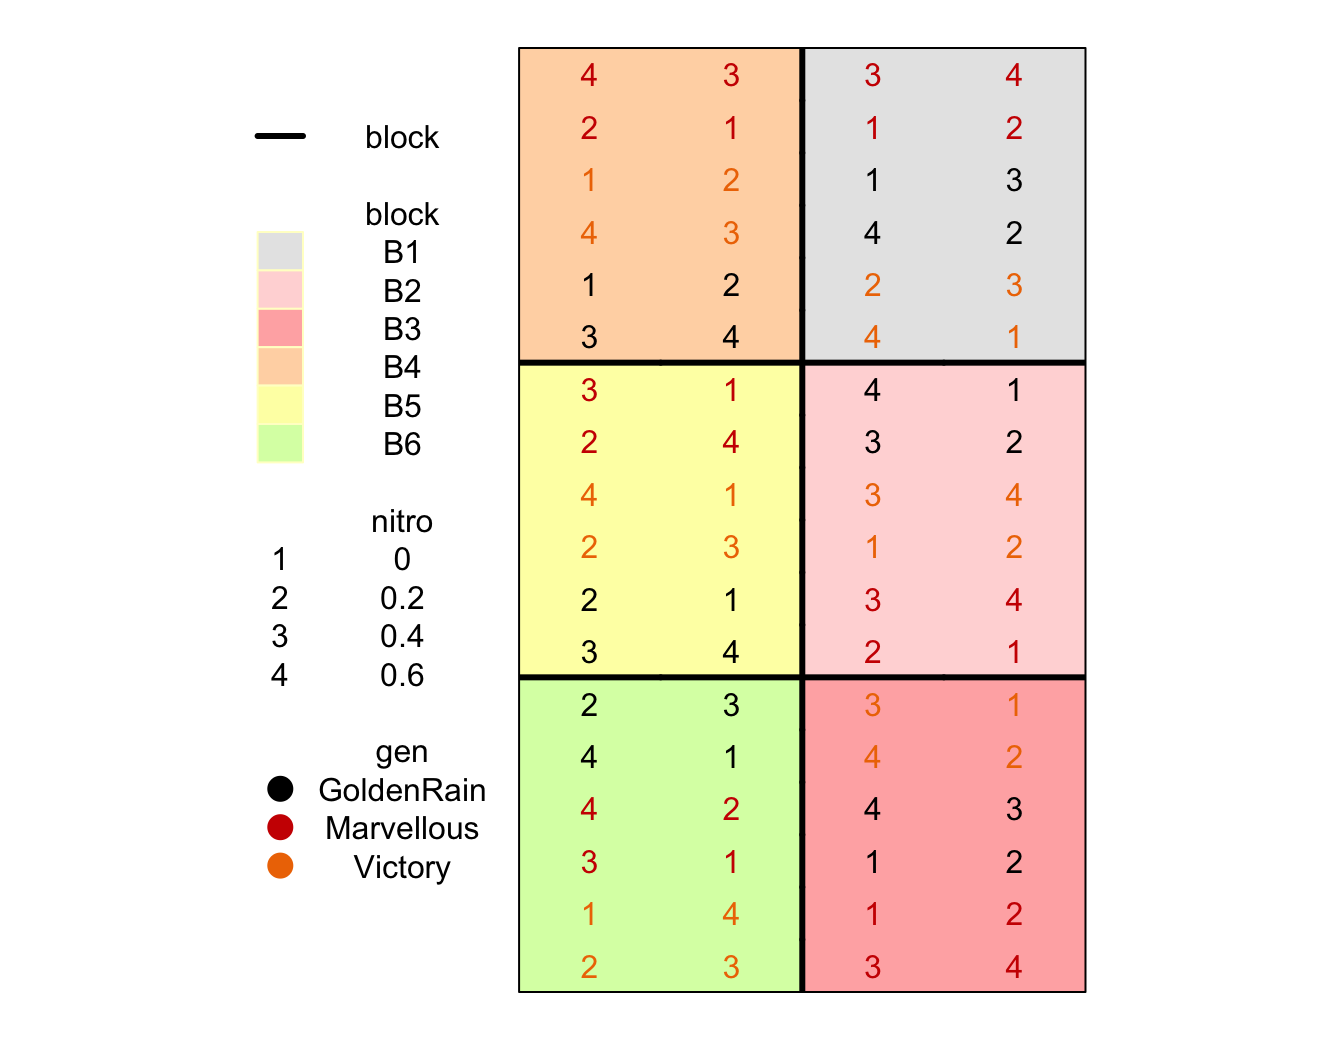 block
block
B1
B2
B3
B4
B5
B6
nitro
1 0
2 0.2
3 0.4
4 0.6
gen
GoldenRain
Marvellous
Victory
4 3 3 4
2 1 1 2
1 2 1 3
4 3 4 2
1 2 2 3
3 4 4 1
3 1 4 1
2 4 3 2
4 1 3 4
2 3 1 2
2 1 3 4
3 4 2 1
2 3 3 1
4 1 4 2
4 2 4 3
3 1 1 2
1 4 1 2
2 3 3 4